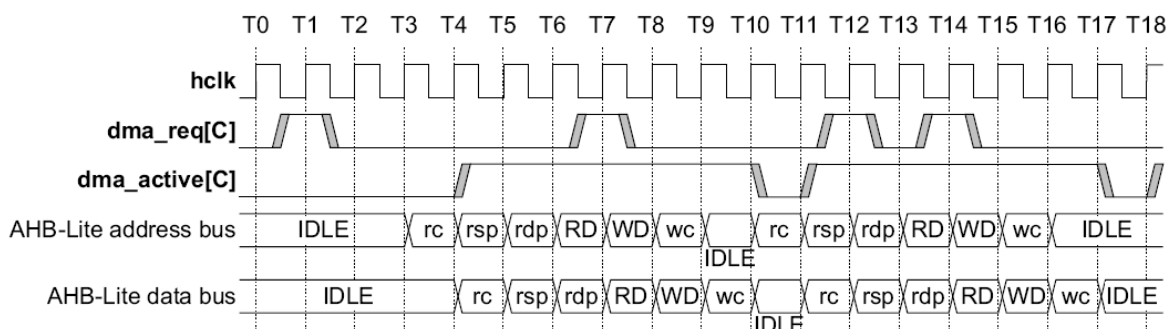 T0 T1 T2 T3 T4 T5 T6 T7 T8 T9 T10 T11 T12 T13 T14 T15 T16 T17 T18
hclk
dma_req[C]
dma_active[C]
AHB-Lite address bus IDLE rc rsp rdp RD WD wc IDLE rc rsp rdp RD WD wc IDLE
AHB-Lite data bus IDLE rc rsp rdp RD WD wc IDLE rc rsp rdp RD WD wc IDLE